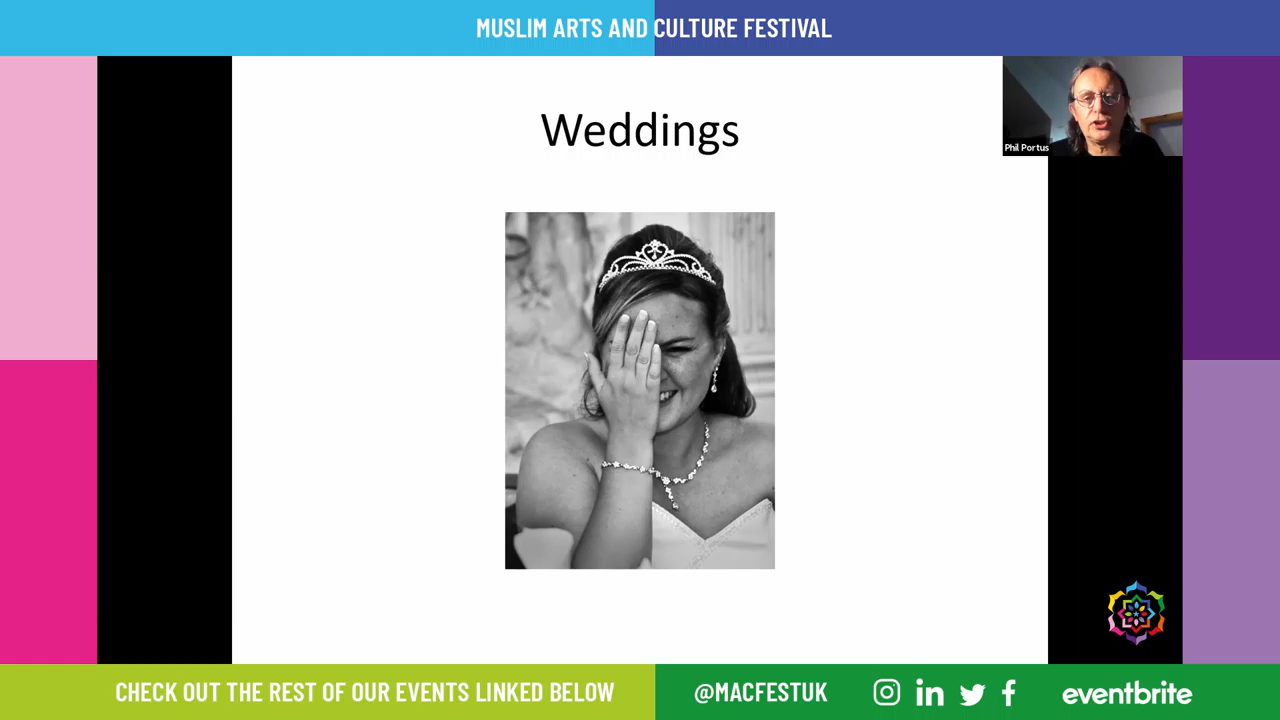 MUSLIM ARTS AND CULTURE FESTIVAL
Weddings
Phil Portus
CHECK OUT THE REST OF OUR EVENTS LINKED BELOW
@MACFESTUK
in
eventbrite